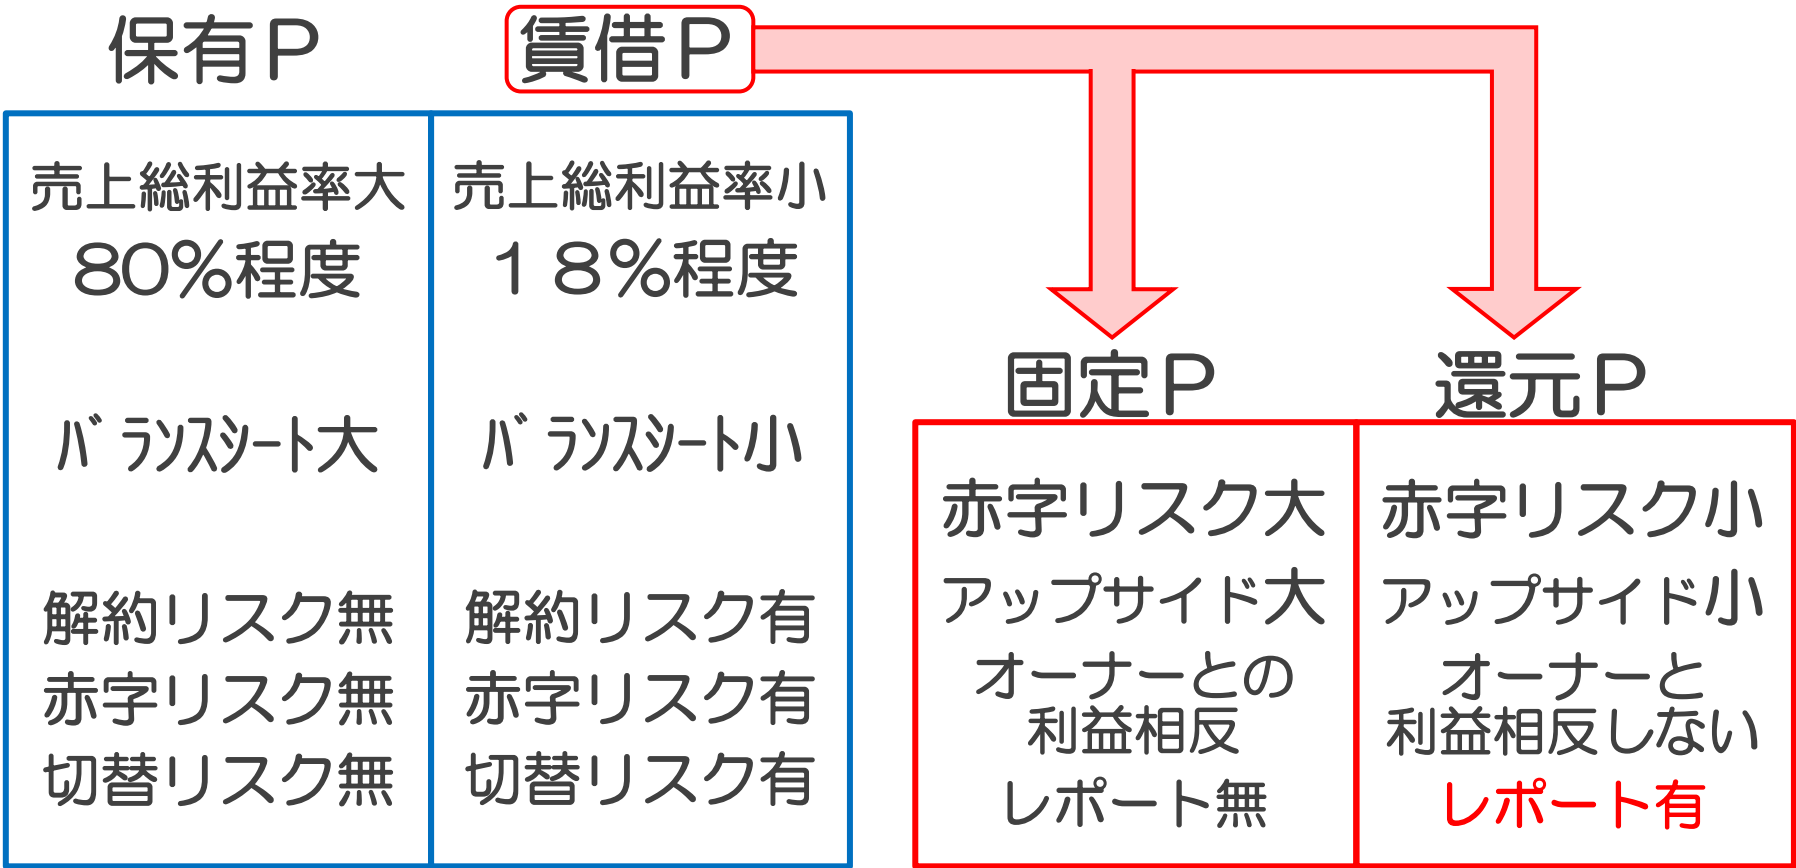 保有Ｐ
売上総利益率大
80％程度
ﾊﾞﾗﾝｽｼｰﾄ大
解約リスク無
赤字リスク無
切替リスク無
賃借Ｐ
売上総利益率小
１８％程度
ﾊﾞﾗﾝｽｼｰﾄ小
解約リスク有
赤字リスク有
切替リスク有
固定Ｐ
赤字リスク大
アップサイド大
オーナーとの
利益相反
レポート無
還元Ｐ
赤字リスク小
アップサイド小
オーナーと
利益相反しない
レポート有